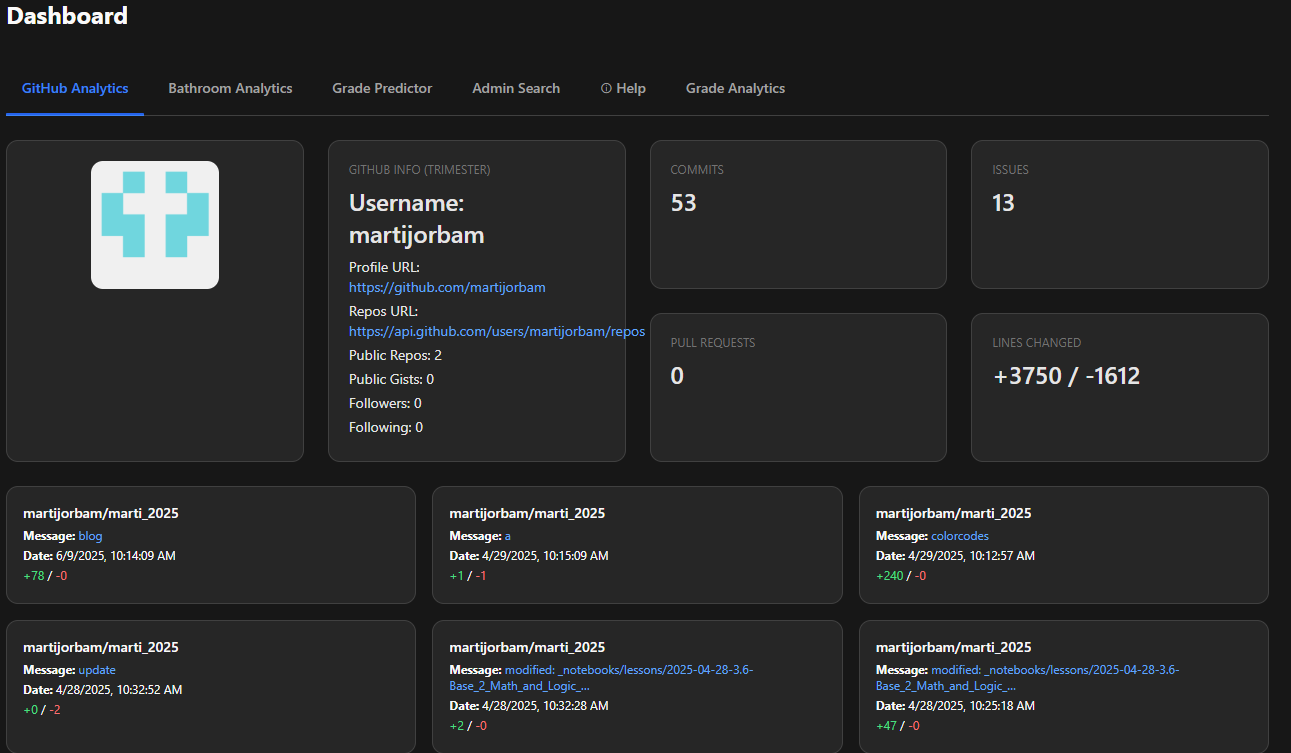 Dashboard
GitHub Analytics
Bathroom Analytics
Grade Predictor
Admin Search
Help
Grade Analytics
GITHUB INFO (TRIMESTER)
Username:
martijorbam
Profile URL:
https://github.com/martijorbam
Repos URL:
https://api.github.com/users/martijorbam/repos
Public Repos: 2
Public Gists: 0
Followers: 0
Following: 0
COMMITS
53
ISSUES
13
PULL REQUESTS
0
LINES CHANGED
+3750 / -1612
martijorbam/marti_2025
Message: blog
Date: 6/9/2025, 10:14:09 AM
+78 / -0
martijorbam/marti_2025
Message: a
Date: 4/29/2025, 10:15:09 AM
+1 / -1
martijorbam/marti_2025
Message: colorcodes
Date: 4/29/2025, 10:12:57 AM
+240 / -0
martijorbam/marti_2025
Message: update
Date: 4/28/2025, 10:32:52 AM
+0 / -2
martijorbam/marti_2025
Message: modified: _notebooks/lessons/2025-04-28-3.6-
Base_2_Math_and_Logic_...
Date: 4/28/2025, 10:32:28 AM
+2 / -0
martijorbam/marti_2025
Message: modified: _notebooks/lessons/2025-04-28-3.6-
Base_2_Math_and_Logic_...
Date: 4/28/2025, 10:25:18 AM
+47 / -0